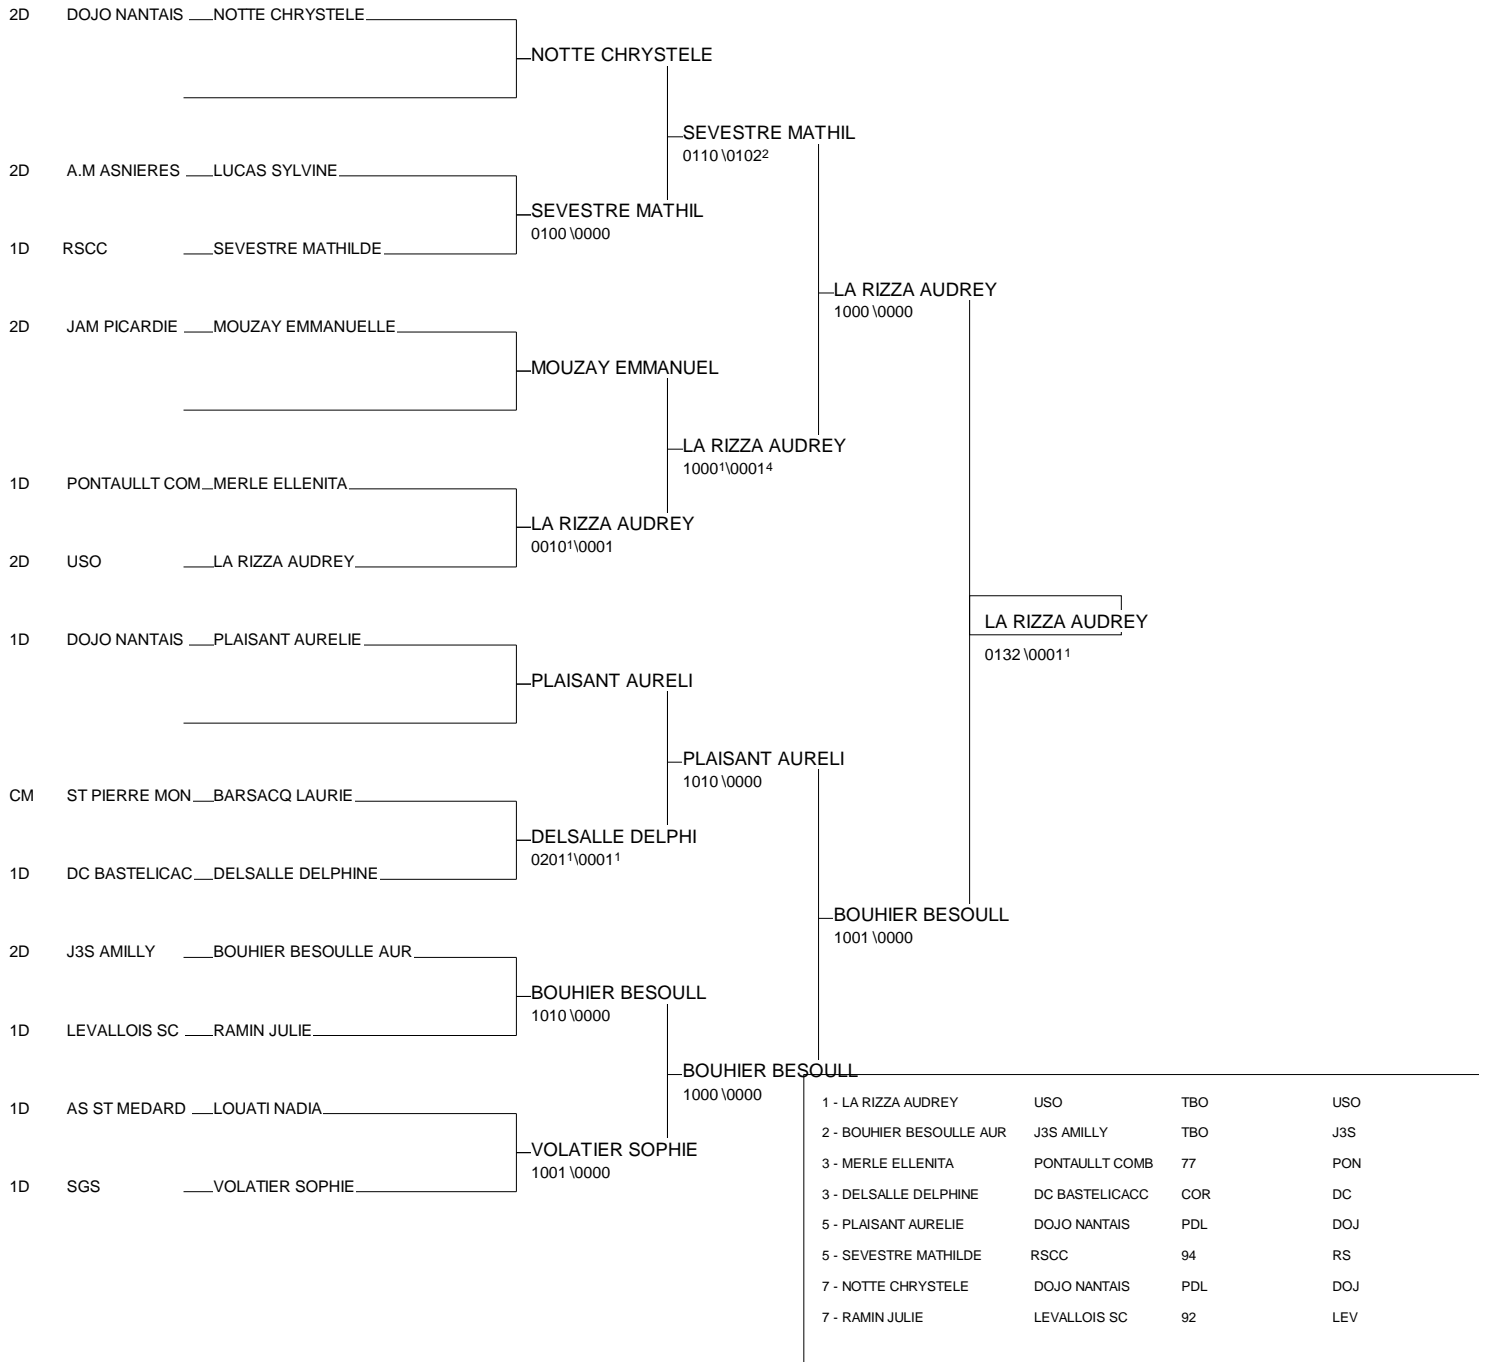 2D DOJO NANTAIS NOTTE CHRYSTELE
NOTTE CHRYSTELE
SEVESTRE MATHIL
0110 \0102²
2D A.M ASNIERES LUCAS SYLVINE
SEVESTRE MATHIL
0100 \0000
1D RSCC SEVESTRE MATHILDE
LA RIZZA AUDREY
1000 \0000
2D JAM PICARDIE MOUZAY EMMANUELLE
MOUZAY EMMANUEL
LA RIZZA AUDREY
1000¹\0001⁴
1D PONTAULLT COM MERLE ELLENITA
LA RIZZA AUDREY
0010¹\0001
2D USO LA RIZZA AUDREY
LA RIZZA AUDREY
0132 \0001¹
1D DOJO NANTAIS PLAISANT AURELIE
PLAISANT AURELI
PLAISANT AURELI
1010 \0000
CM ST PIERRE MON BARSACQ LAURIE
DELSALLE DELPHI
0201¹\0001¹
1D DC BASTELICAC DELSALLE DELPHINE
BOUHIER BESOULL
1001 \0000
2D J3S AMILLY BOUHIER BESOULLE AUR
BOUHIER BESOULL
1010 \0000
1D LEVALLOIS SC RAMIN JULIE
BOUHIER BESOULL
1000 \0000
1D AS ST MEDARD LOUATI NADIA
VOLATIER SOPHIE
1001 \0000
1D SGS VOLATIER SOPHIE
1 - LA RIZZA AUDREY USO TBO USO
2 - BOUHIER BESOULLE AUR J3S AMILLY TBO J3S
3 - MERLE ELLENITA PONTAULLT COMB 77 PON
3 - DELSALLE DELPHINE DC BASTELICACC COR DC
5 - PLAISANT AURELIE DOJO NANTAIS PDL DOJ
5 - SEVESTRE MATHILDE RSCC 94 RS
7 - NOTTE CHRYSTELE DOJO NANTAIS PDL DOJ
7 - RAMIN JULIE LEVALLOIS SC 92 LEV